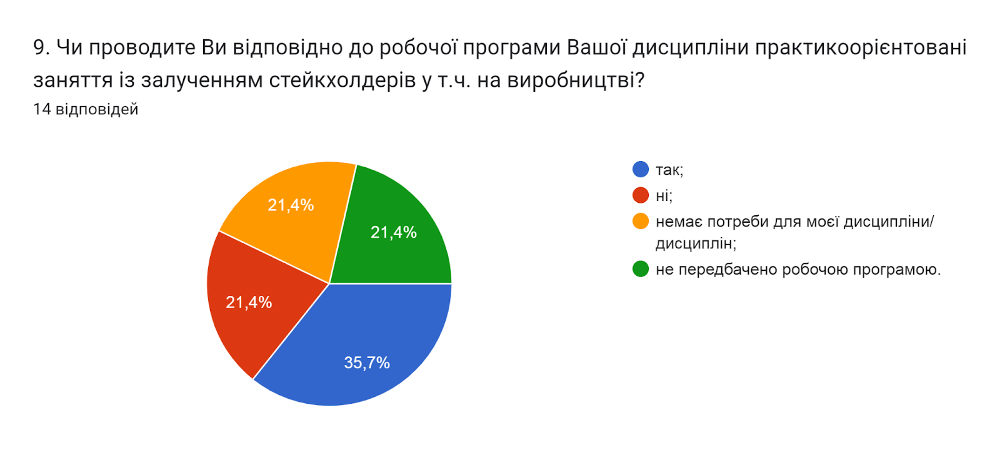 9. Чи проводите Ви відповідно до робочої програми Вашої дисципліни практикоорієнтовані
заняття із залученням стейкхолдерів у т.ч. на виробництві?
14 відповідей
так;
ні;
немає потреби для моєї дисципліни/
дисциплін;
не передбачено робочою програмою.
21,4%
21,4%
21,4%
35,7%